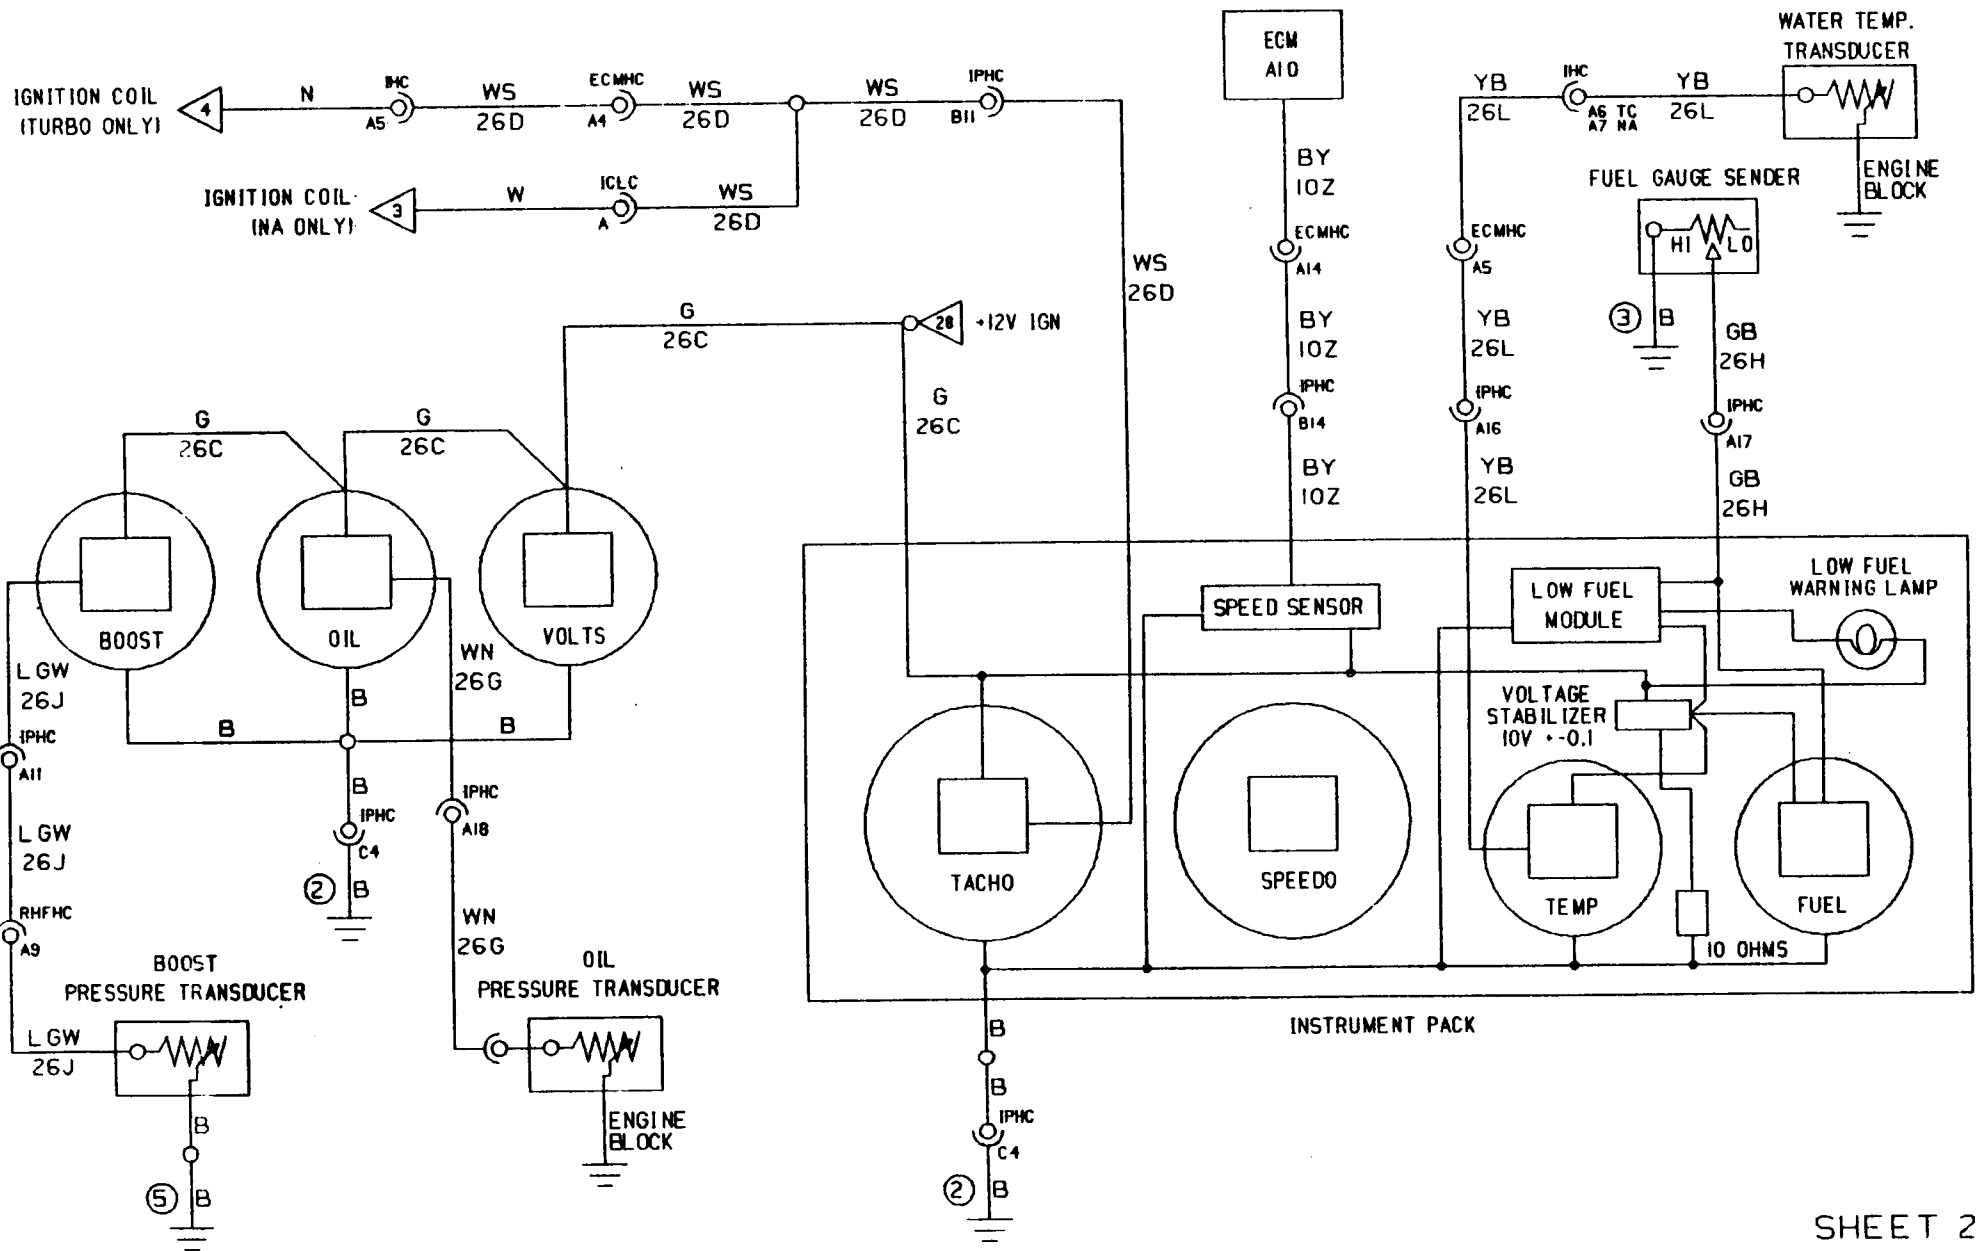 IGNITION COIL
(TURBO ONLY)
4
N
IHC
A5
WS
26D
ECMHC
A4
WS
26D
WS
26D
IPHC
B11
IGNITION COIL
(NA ONLY)
3
W
ICLC
A
WS
26D
WS
26D
ECM
A10
BY
10Z
ECMHC
A14
BY
10Z
IPHC
B14
BY
10Z
WATER TEMP.
TRANSDUCER
YB
26L
IHC
A6 TC
A7 NA
YB
26L
ENGINE
BLOCK
ECMHC
A5
YB
26L
IPHC
A16
YB
26L
FUEL GAUGE SENDER
HI LO
3 B
GB
26H
IPHC
A17
GB
26H
G
26C
28 +12V IGN
G
26C
G
26C
G
26C
BOOST
OIL
VOLTS
LGW
26J
IPHC
A11
LGW
26J
RHFHC
A9
LGW
26J
B
B
B
B
IPHC
C4
2 B
WN
26G
IPHC
A18
WN
26G
BOOST
PRESSURE TRANSDUCER
B
5 B
OIL
PRESSURE TRANSDUCER
ENGINE
BLOCK
SPEED SENSOR
LOW FUEL
MODULE
LOW FUEL
WARNING LAMP
VOLTAGE
STABILIZER
10V +-0.1
TACHO
SPEEDO
TEMP
FUEL
10 OHMS
INSTRUMENT PACK
B
B
IPHC
C4
2 B
SHEET 2